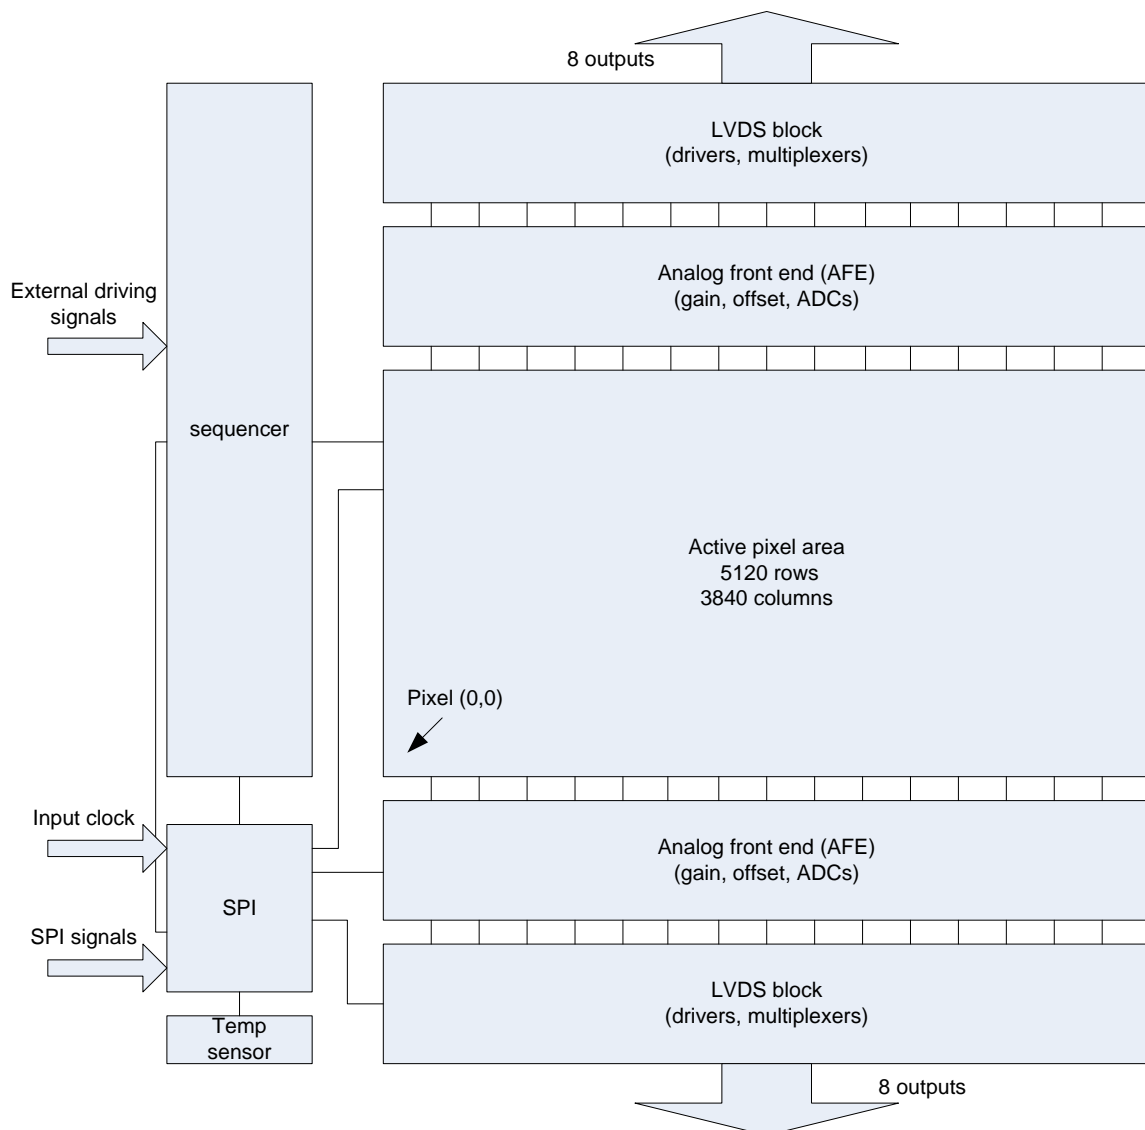 8 outputs
LVDS block
(drivers, multiplexers)
Analog front end (AFE)
(gain, offset, ADCs)
External driving
signals
sequencer
Active pixel area
5120 rows
3840 columns
Pixel (0,0)
Input clock
Analog front end (AFE)
(gain, offset, ADCs)
SPI
SPI signals
LVDS block
(drivers, multiplexers)
Temp
sensor
8 outputs